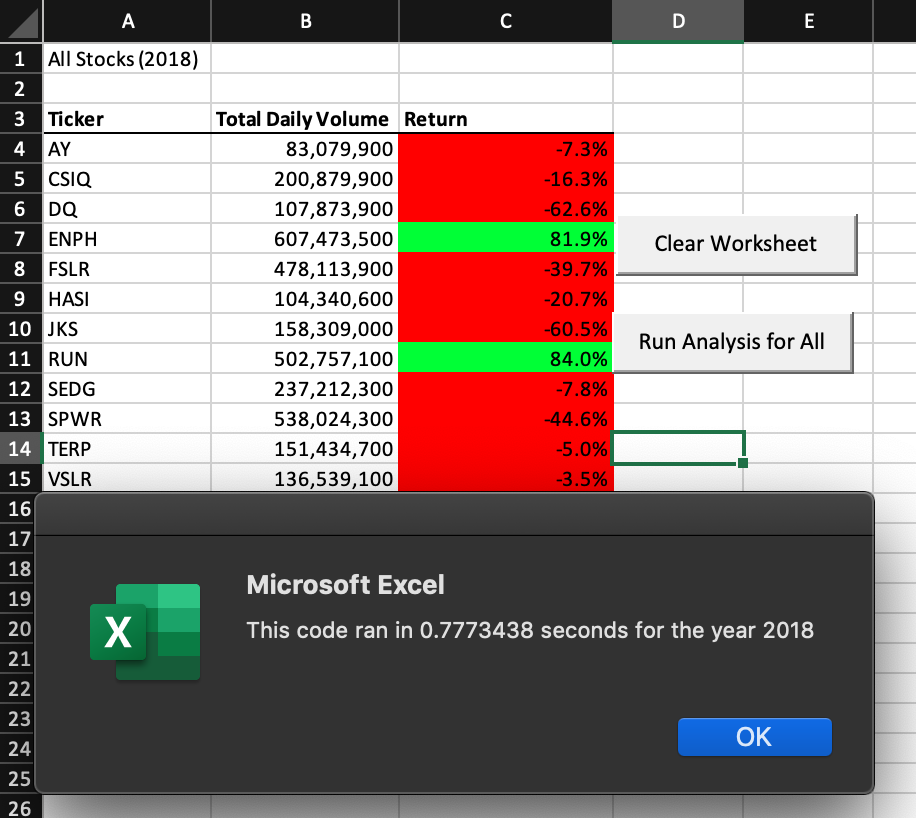 A B C D E
1 All Stocks (2018)
2
3 Ticker Total Daily Volume Return
4 AY 83,079,900 -7.3%
5 CSIQ 200,879,900 -16.3%
6 DQ 107,873,900 -62.6%
7 ENPH 607,473,500 81.9%
Clear Worksheet
8 FSLR 478,113,900 -39.7%
9 HASI 104,340,600 -20.7%
10 JKS 158,309,000 -60.5%
Run Analysis for All
11 RUN 502,757,100 84.0%
12 SEDG 237,212,300 -7.8%
13 SPWR 538,024,300 -44.6%
14 TERP 151,434,700 -5.0%
15 VSLR 136,539,100 -3.5%
16
17
18
19
20
21
22
23
24
25
26
X
Microsoft Excel
This code ran in 0.7773438 seconds for the year 2018
OK